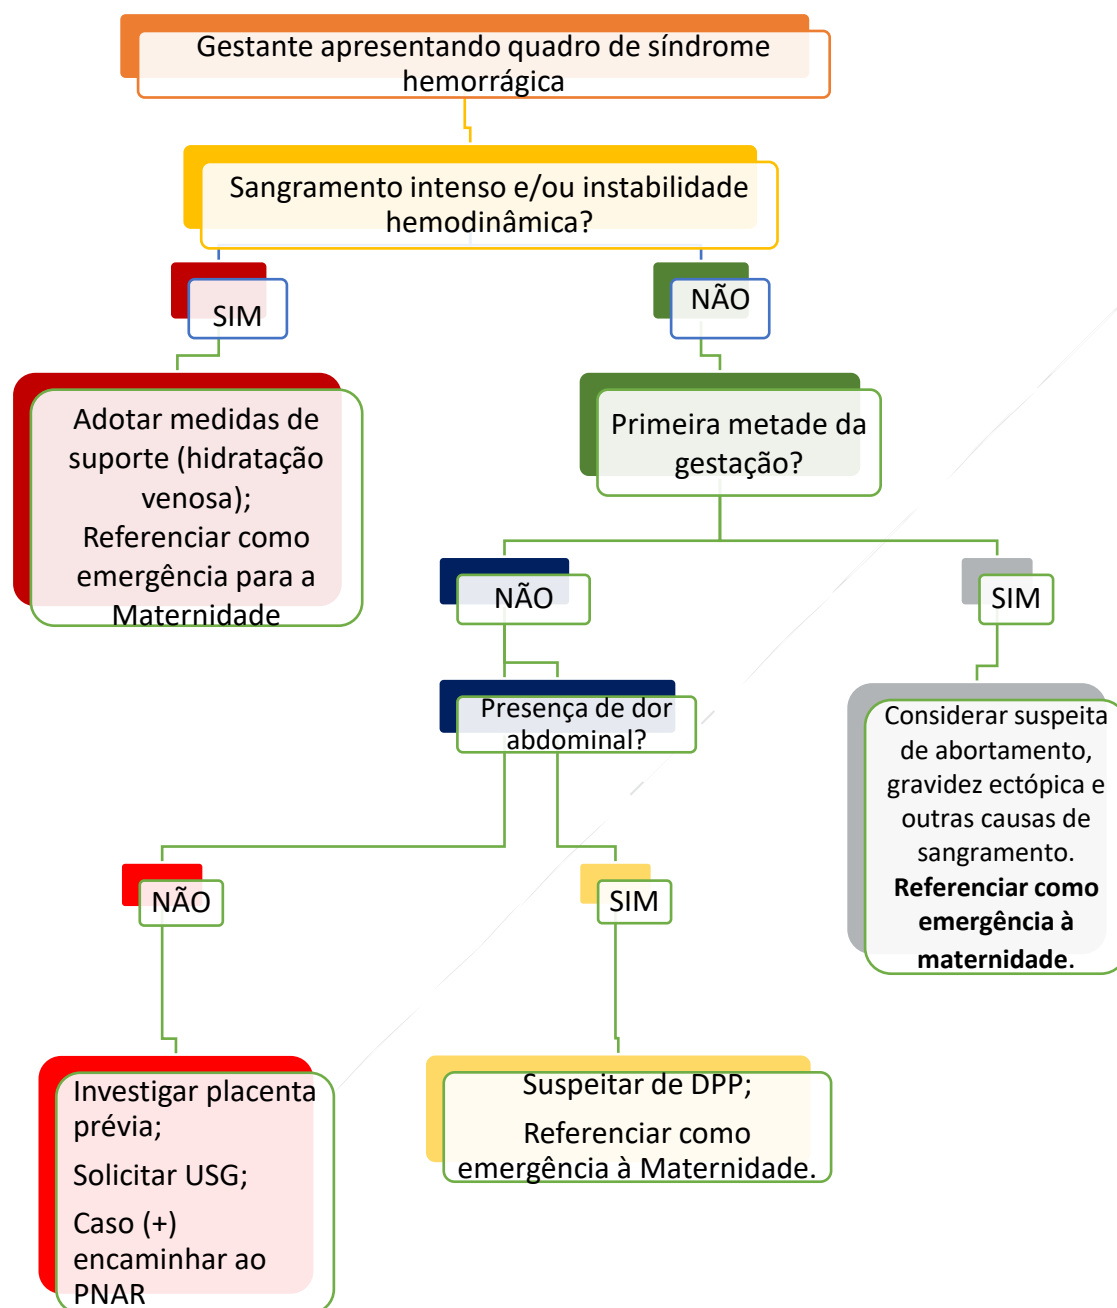 Gestante apresentando quadro de síndrome
hemorrágica
Sangramento intenso e/ou instabilidade
hemodinâmica?
SIM
NÃO
Adotar medidas de
suporte (hidratação
venosa);
Referenciar como
emergência para a
Maternidade
Primeira metade da
gestação?
NÃO
SIM
Presença de dor
abdominal?
Considerar suspeita
de abortamento,
gravidez ectópica e
outras causas de
sangramento.
Referenciar como
emergência à
maternidade.
NÃO
SIM
Investigar placenta
prévia;
Solicitar USG;
Caso (+)
encaminhar ao
PNAR
Suspeitar de DPP;
Referenciar como
emergência à Maternidade.